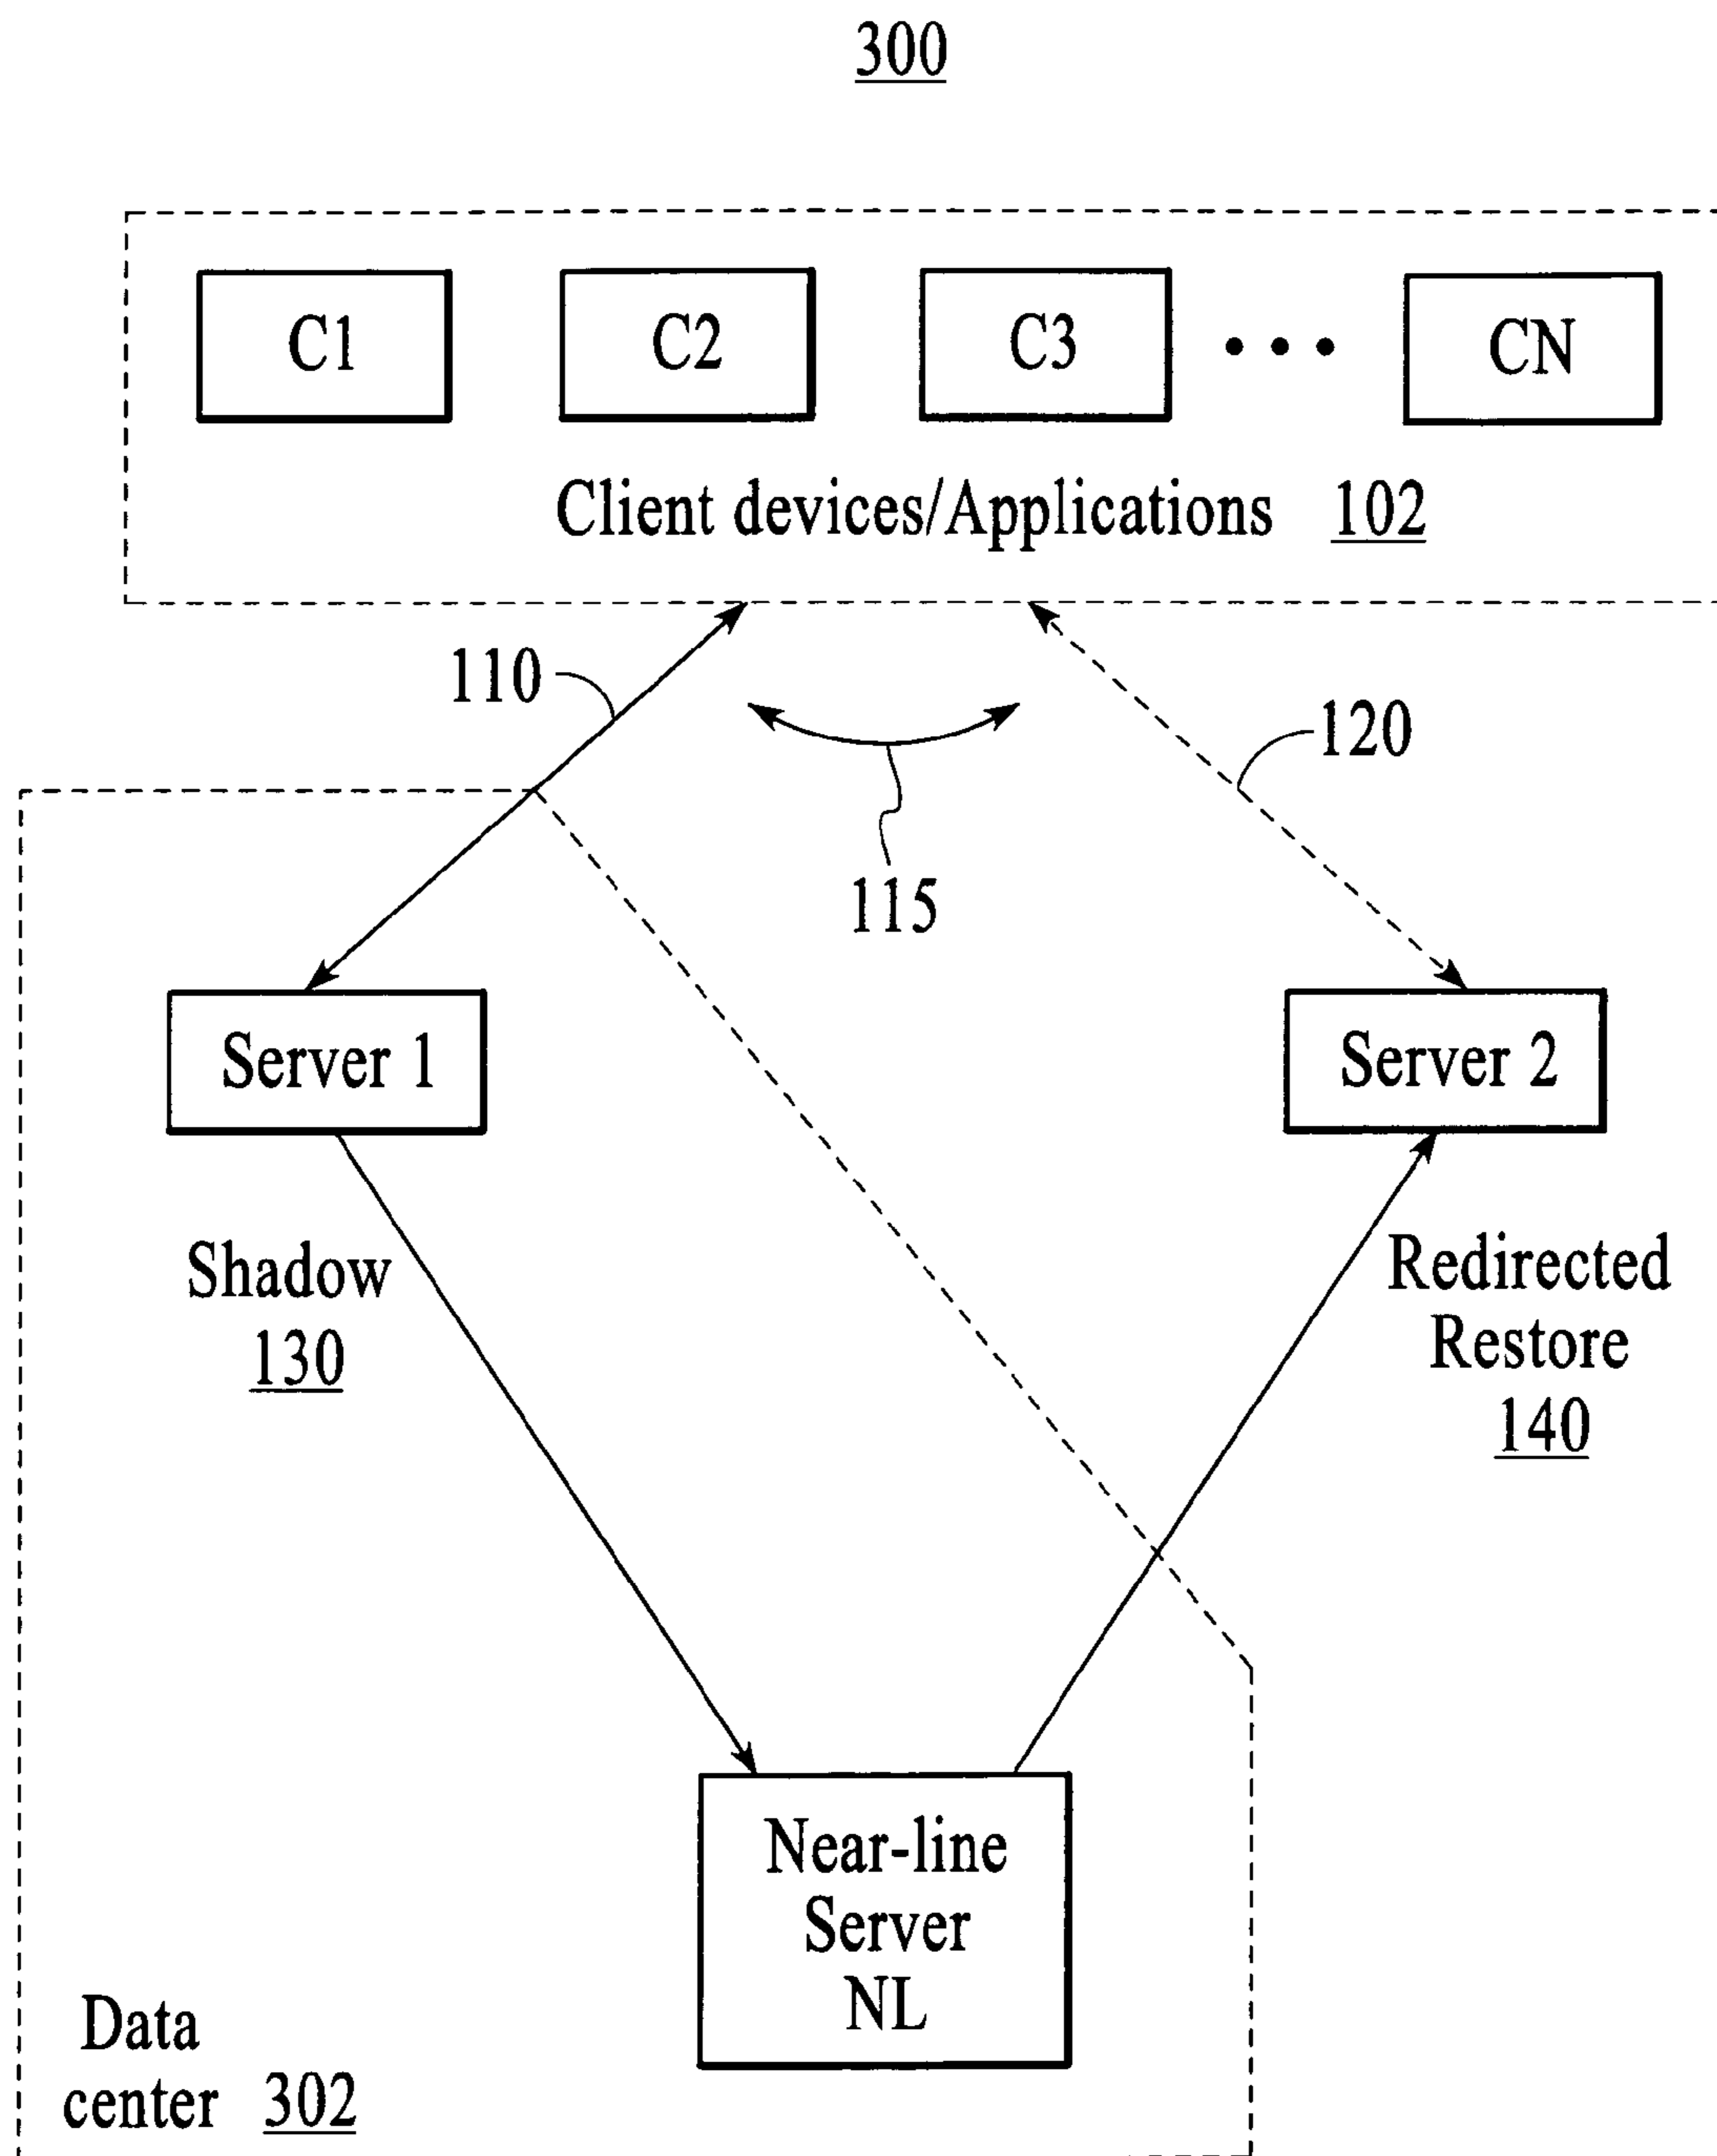 300
C1
C2
C3
CN
Client devices/Applications 102
110
120
115
Server 1
Server 2
Shadow
130
Redirected
Restore
140
Near-line
Server
NL
Data
center 302